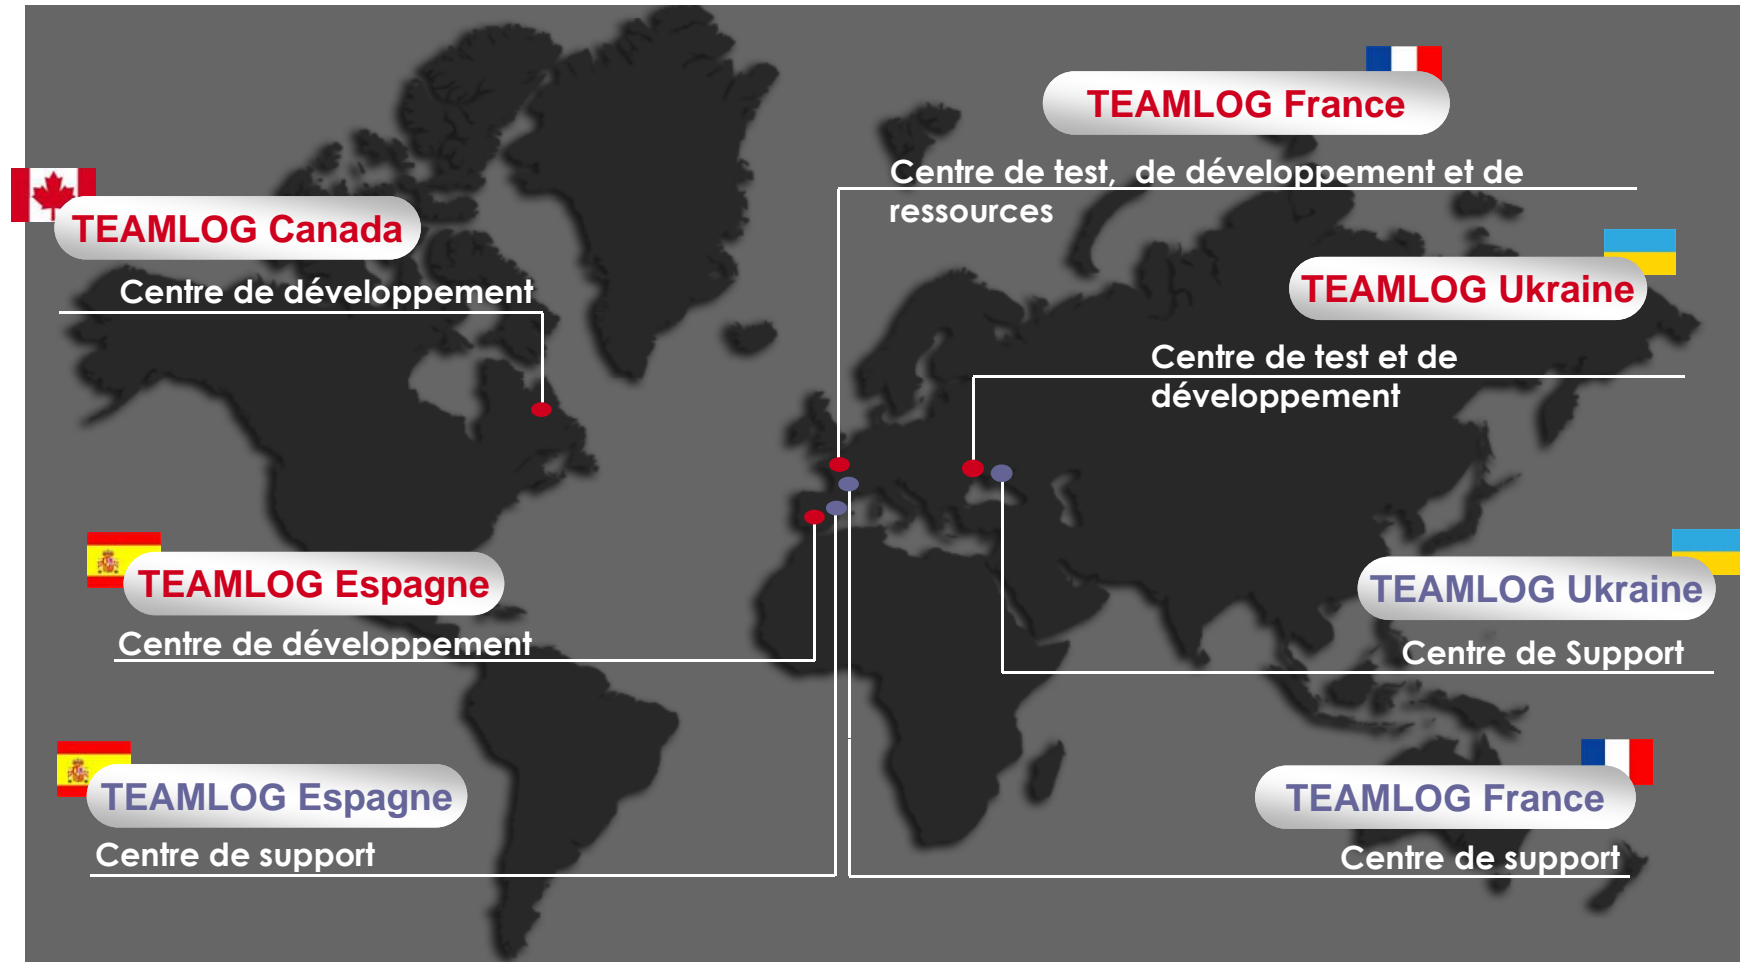 TEAMLOG France
Centre de test, de développement et de
ressources
TEAMLOG Canada
Centre de développement
TEAMLOG Ukraine
Centre de test et de
développement
TEAMLOG Espagne
Centre de développement
TEAMLOG Ukraine
Centre de Support
TEAMLOG Espagne
Centre de support
TEAMLOG France
Centre de support